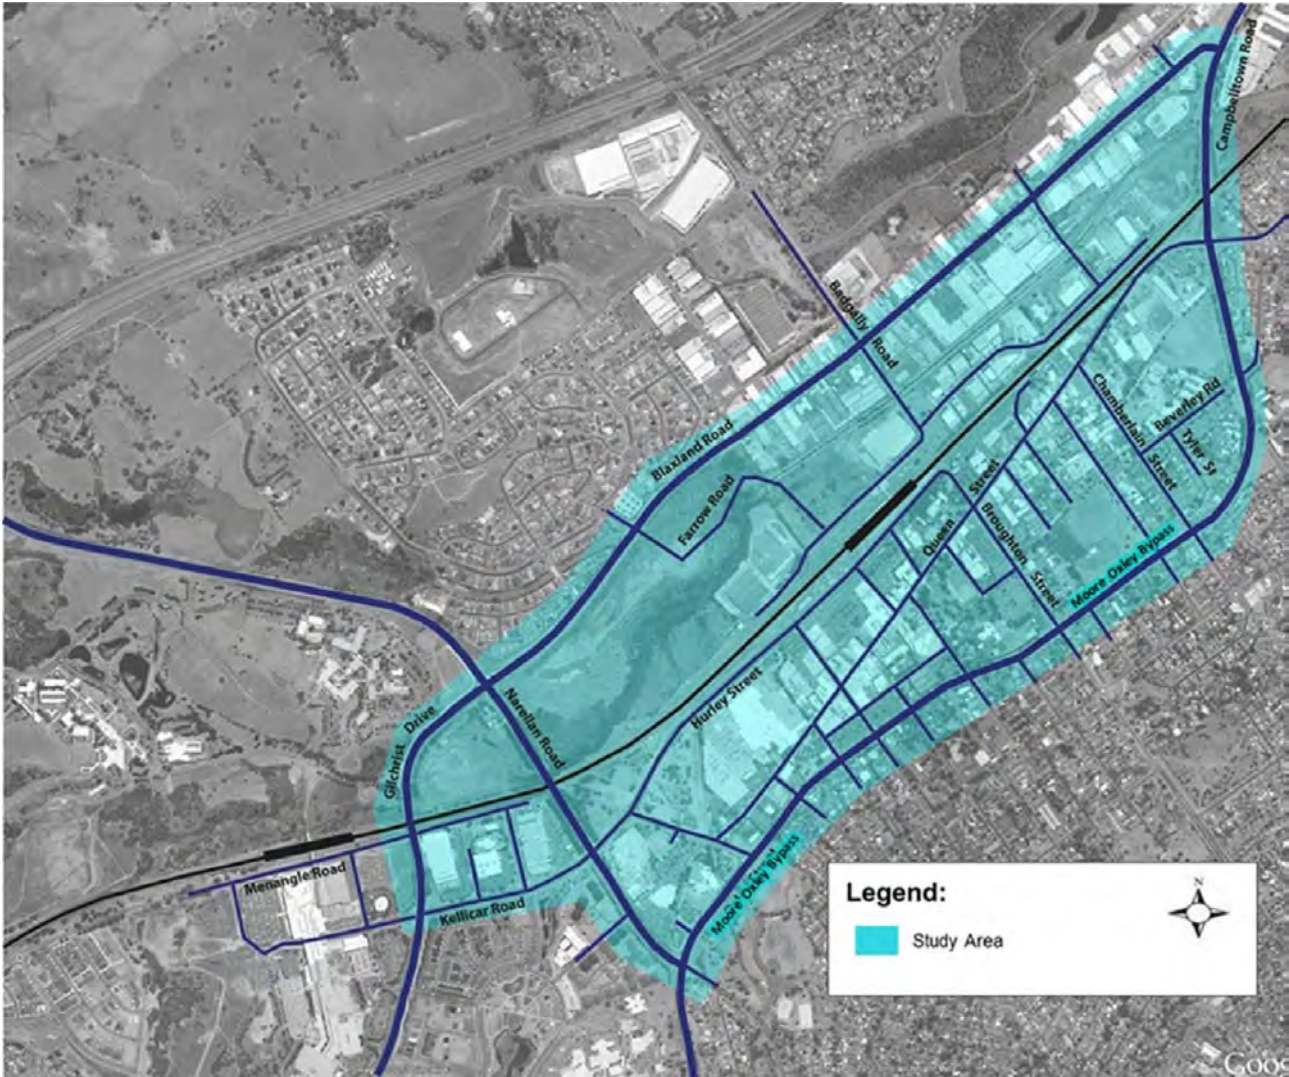 Campbelltown Road
Badgally Road
Chamberlain Street
Beverley Rd
Tyler St
Blaxland Road
Farrow Road
Queen Street
Broughton Street
Moore Oxley Bypass
Hurley Street
Narellan Road
Gilchrist Drive
Menangle Road
Kellicar Road
Moore Oxley Bypass
Legend:
N
Study Area
Goog